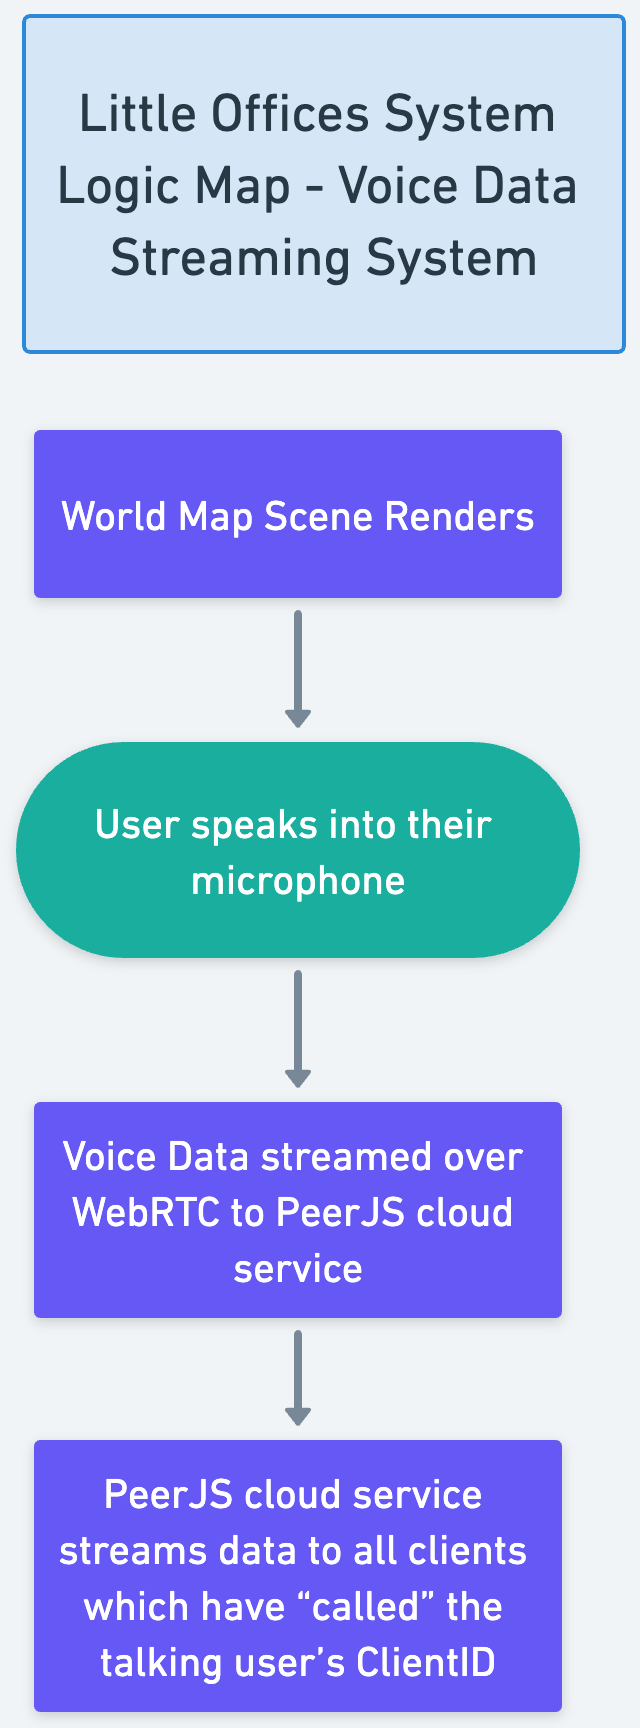 Little Offices System
Logic Map - Voice Data
Streaming System
World Map Scene Renders
User speaks into their
microphone
Voice Data streamed over
WebRTC to PeerJS cloud
service
PeerJS cloud service
streams data to all clients
which have “called” the
talking user’s ClientID